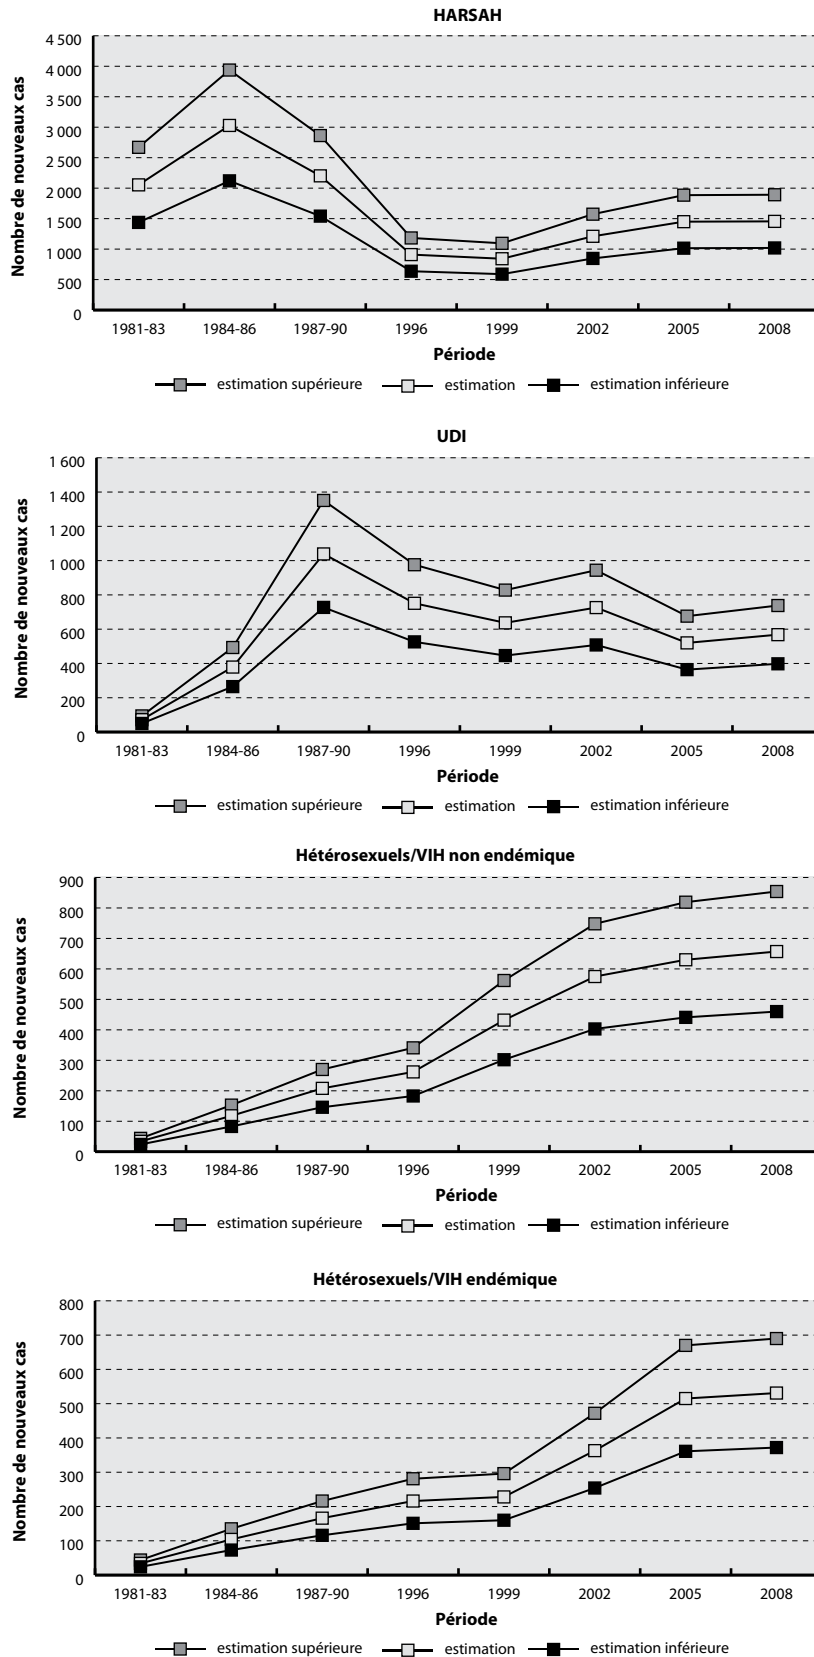 HARSAH
Nombre de nouveaux cas
4 500
4 000
3 500
3 000
2 500
2 000
1 500
1 000
500
0
1981-83 1984-86 1987-90 1996 1999 2002 2005 2008
Période
estimation supérieure estimation estimation inférieure
UDI
Nombre de nouveaux cas
1 600
1 400
1 200
1 000
800
600
400
200
0
1981-83 1984-86 1987-90 1996 1999 2002 2005 2008
Période
estimation supérieure estimation estimation inférieure
Hétérosexuels/VIH non endémique
Nombre de nouveaux cas
900
800
700
600
500
400
300
200
100
0
1981-83 1984-86 1987-90 1996 1999 2002 2005 2008
Période
estimation supérieure estimation estimation inférieure
Hétérosexuels/VIH endémique
Nombre de nouveaux cas
800
700
600
500
400
300
200
100
0
1981-83 1984-86 1987-90 1996 1999 2002 2005 2008
Période
estimation supérieure estimation estimation inférieure